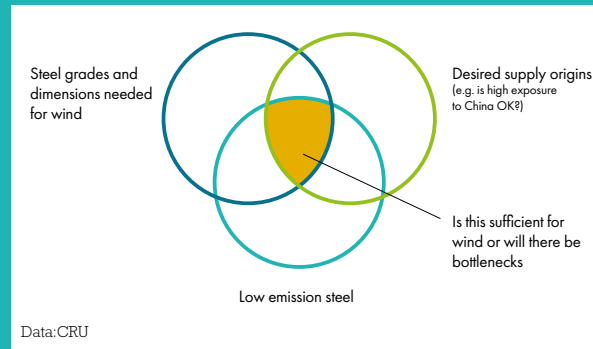 Steel grades and
dimensions needed
for wind
Desired supply origins
(e.g. is high exposure
to China OK?)
Is this sufficient for
wind or will there be
bottlenecks
Low emission steel
Data:CRU